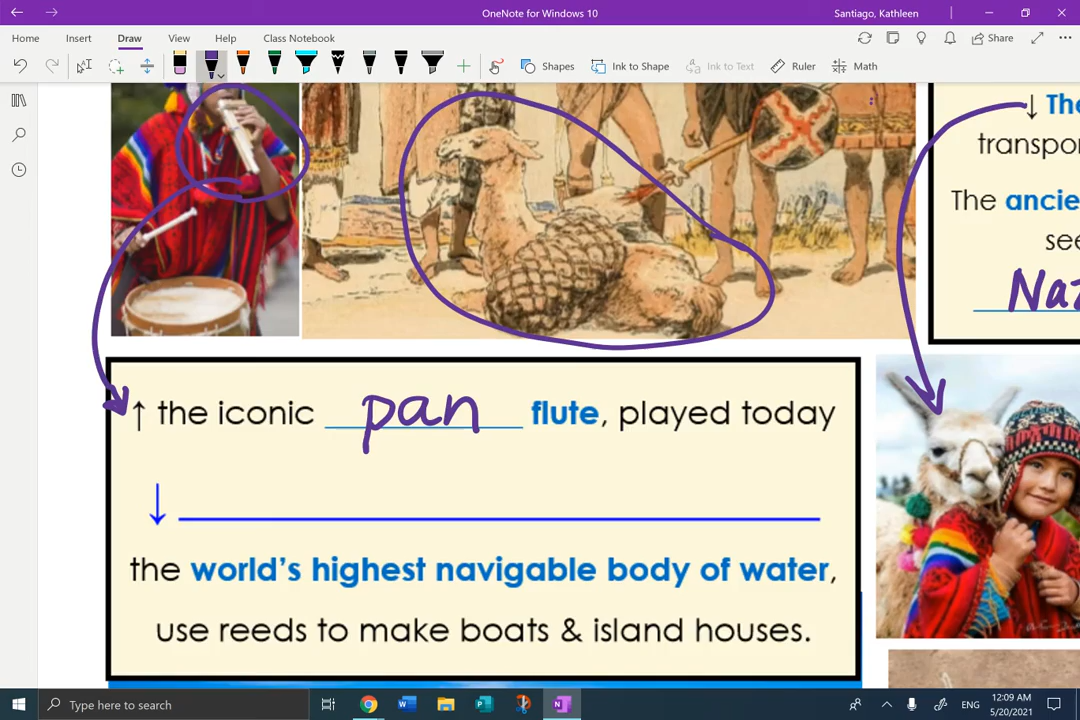 OneNote for Windows 10
Santiago, Kathleen
Home Insert Draw View Help Class Notebook
Share
Shapes Ink to Shape Ink to Text Ruler Math
↓ The
transpor
The ancie
see
Naz
↑ the iconic pan flute, played today
↓
the world's highest navigable body of water,
use reeds to make boats & island houses.
Type here to search
ENG
12:09 AM
5/20/2021